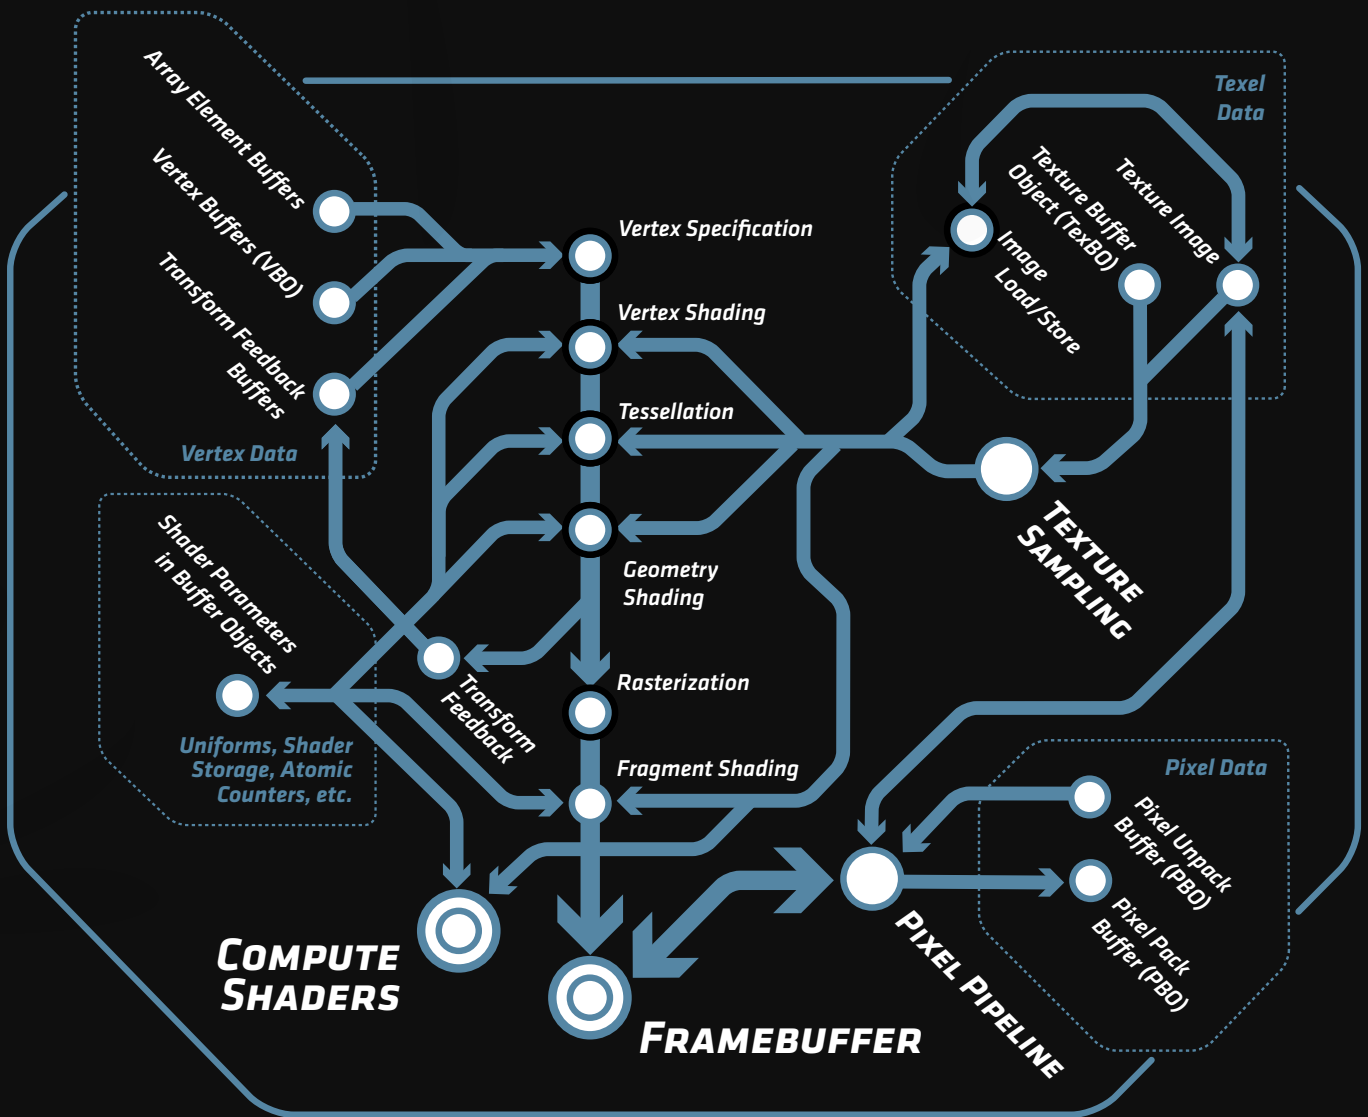 Array Element Buffers
Vertex Buffers (VBO)
Transform Feedback
Buffers
Vertex Data
Shader Parameters
in Buffer Objects
Uniforms, Shader
Storage, Atomic
Counters, etc.
Vertex Specification
Vertex Shading
Tessellation
Geometry
Shading
Transform
Feedback
Rasterization
Fragment Shading
Texel
Data
Texture Buffer
Object (TexBO)
Texture Image
Image
Load/Store
Texture
Sampling
Pixel Data
Pixel Unpack
Buffer (PBO)
Pixel Pack
Buffer (PBO)
Pixel Pipeline
Compute
Shaders
Framebuffer